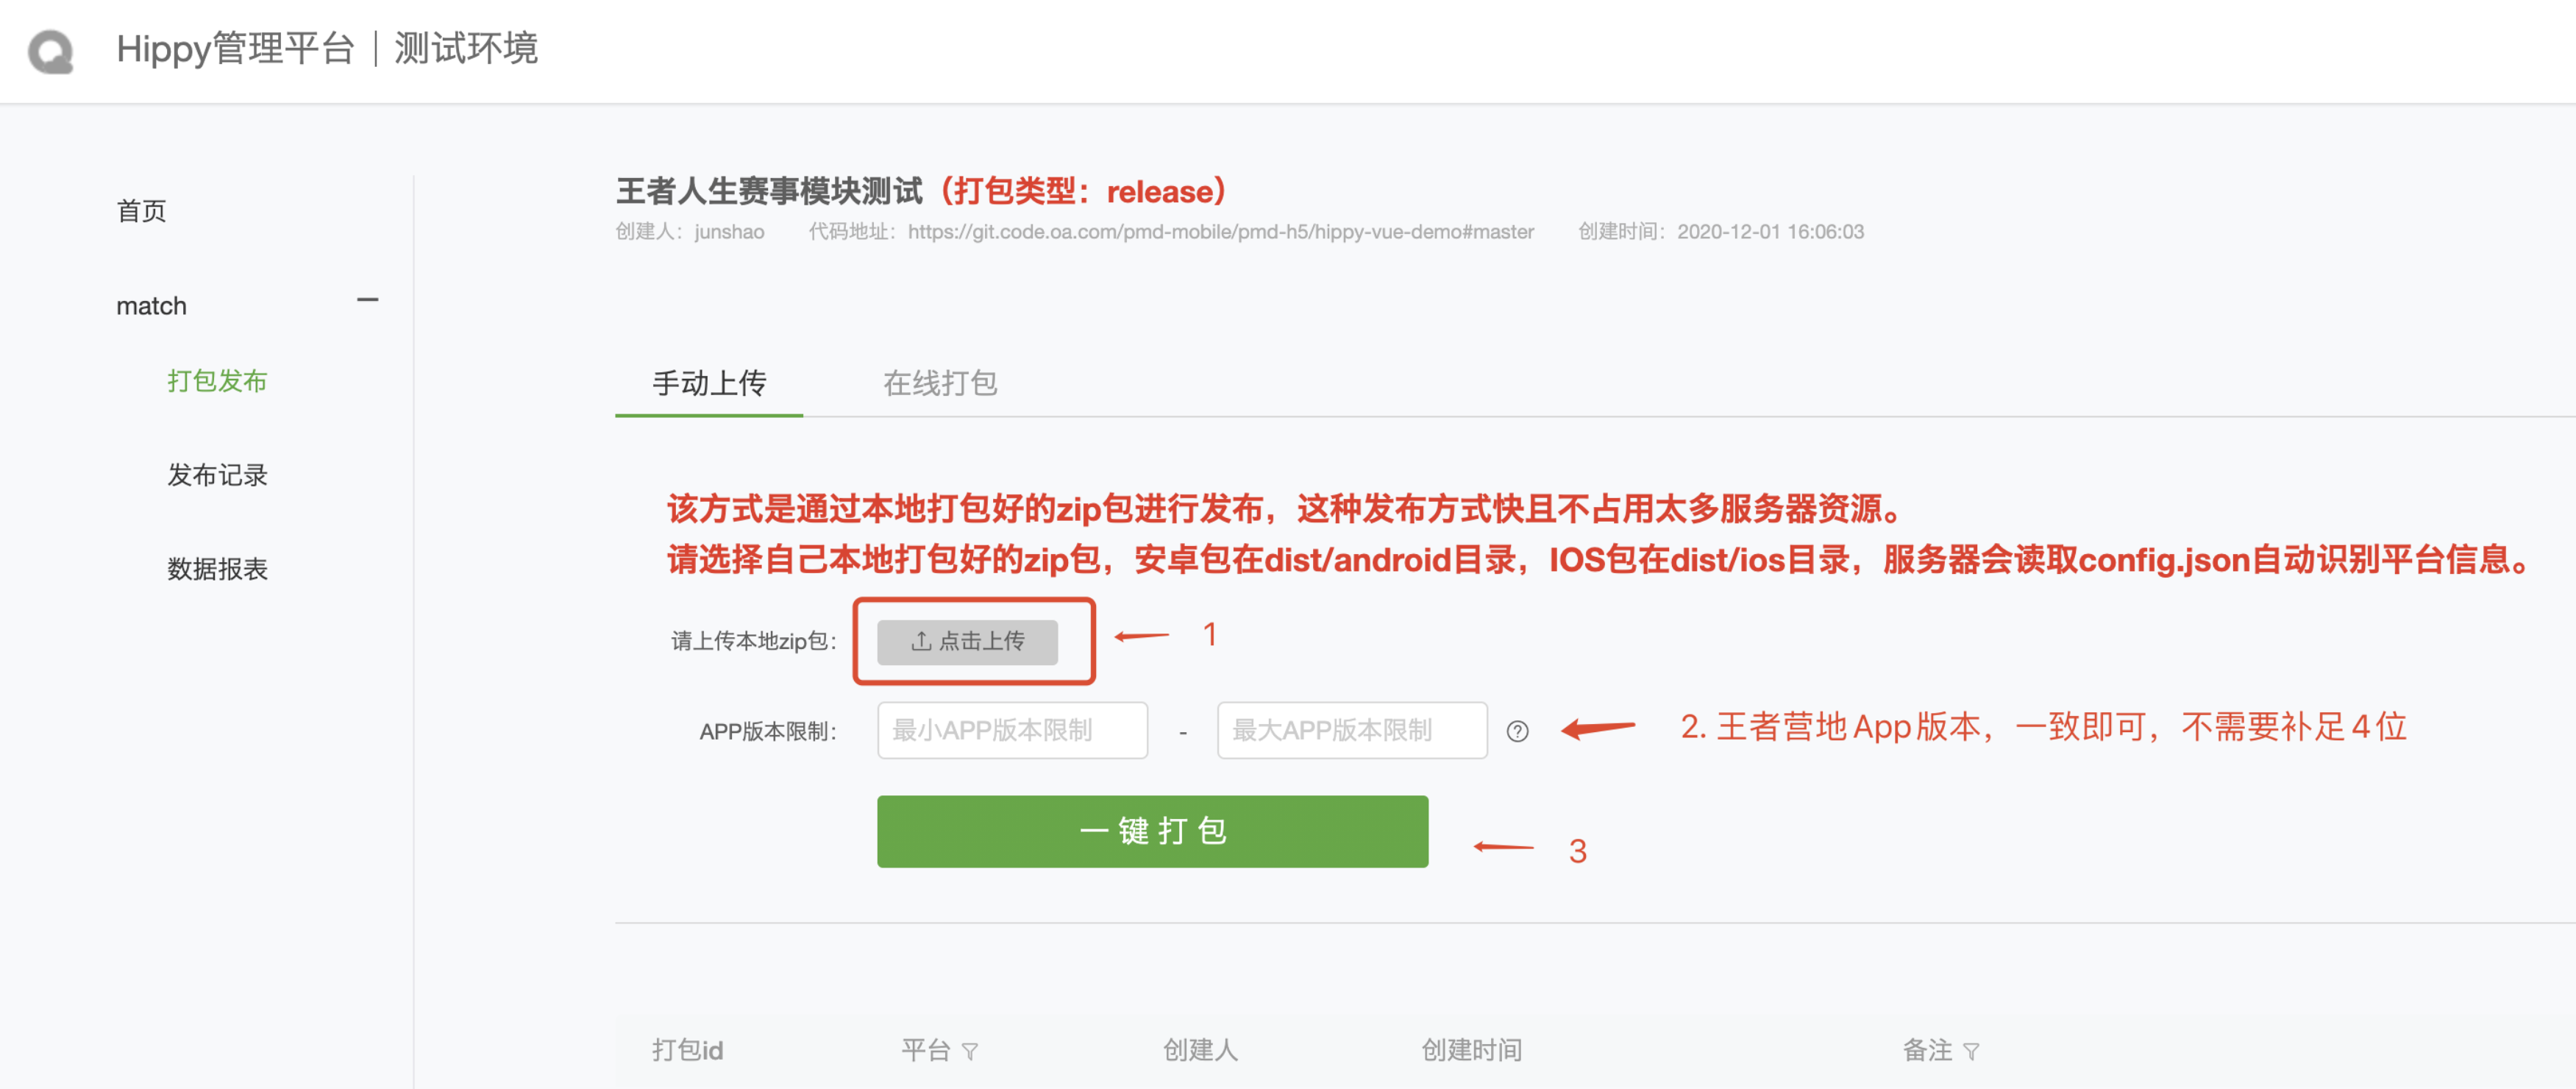 Hippy管理平台｜测试环境
首页
match
打包发布
发布记录
数据报表
王者人生赛事模块测试（打包类型：release）
创建人：junshao 代码地址：https://git.code.oa.com/pmd-mobile/pmd-h5/hippy-vue-demo#master 创建时间：2020-12-01 16:06:03
手动上传 在线打包
该方式是通过本地打包好的zip包进行发布，这种发布方式快且不占用太多服务器资源。
请选择自己本地打包好的zip包，安卓包在dist/android目录，IOS包在dist/ios目录，服务器会读取config.json自动识别平台信息。
请上传本地zip包： 点击上传 1
APP版本限制： 最小APP版本限制 - 最大APP版本限制 ? 2. 王者营地App版本，一致即可，不需要补足4位
一键打包 3
打包id 平台 创建人 创建时间 备注